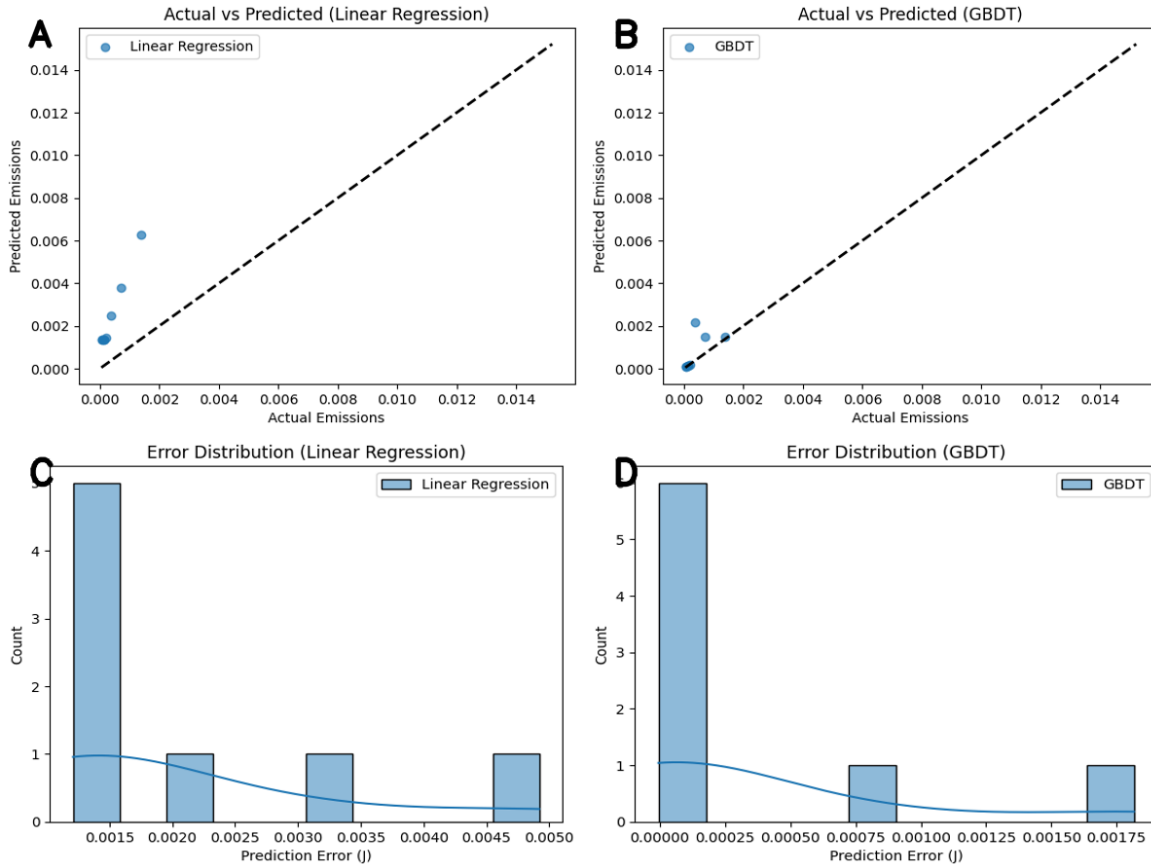 A
Actual vs Predicted (Linear Regression)
Linear Regression
Predicted Emissions
0.014
0.012
0.010
0.008
0.006
0.004
0.002
0.000
0.000 0.002 0.004 0.006 0.008 0.010 0.012 0.014
Actual Emissions
B
Actual vs Predicted (GBDT)
GBDT
Predicted Emissions
0.014
0.012
0.010
0.008
0.006
0.004
0.002
0.000
0.000 0.002 0.004 0.006 0.008 0.010 0.012 0.014
Actual Emissions
C
Error Distribution (Linear Regression)
Linear Regression
Count
5
4
3
2
1
0
0.0015 0.0020 0.0025 0.0030 0.0035 0.0040 0.0045 0.0050
Prediction Error (J)
D
Error Distribution (GBDT)
GBDT
Count
5
4
3
2
1
0
0.00000 0.00025 0.00050 0.00075 0.00100 0.00125 0.00150 0.00175
Prediction Error (J)